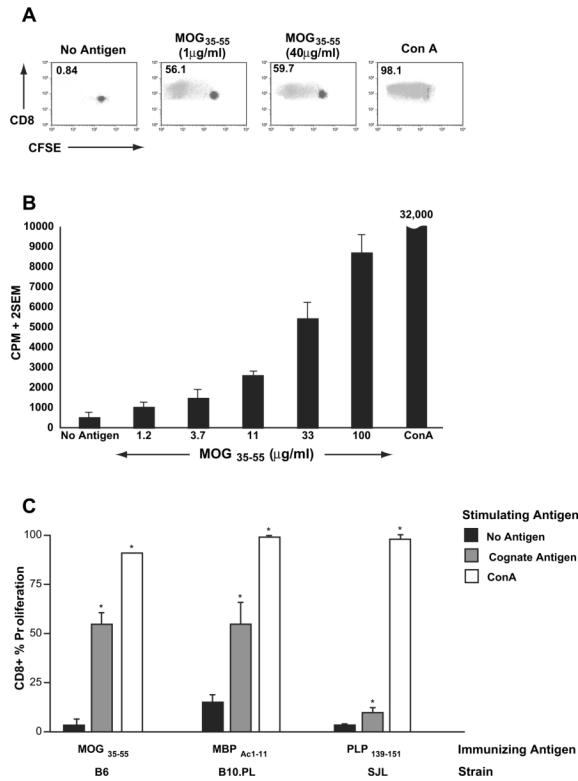 A
No Antigen
MOG35-55
(1μg/ml)
MOG35-55
(40μg/ml)
Con A
0.84
56.1
59.7
98.1
CD8
CFSE
B
32,000
10000
9000
8000
7000
6000
5000
4000
3000
2000
1000
0
CPM + 2SEM
No Antigen 1.2 3.7 11 33 100 ConA
MOG 35-55 (μg/ml)
C
Stimulating Antigen
No Antigen
Cognate Antigen
ConA
100
75
50
25
0
CD8+ % Proliferation
* * * * * *
MOG 35-55 MBP Ac1-11 PLP 139-151 Immunizing Antigen
B6 B10.PL SJL Strain